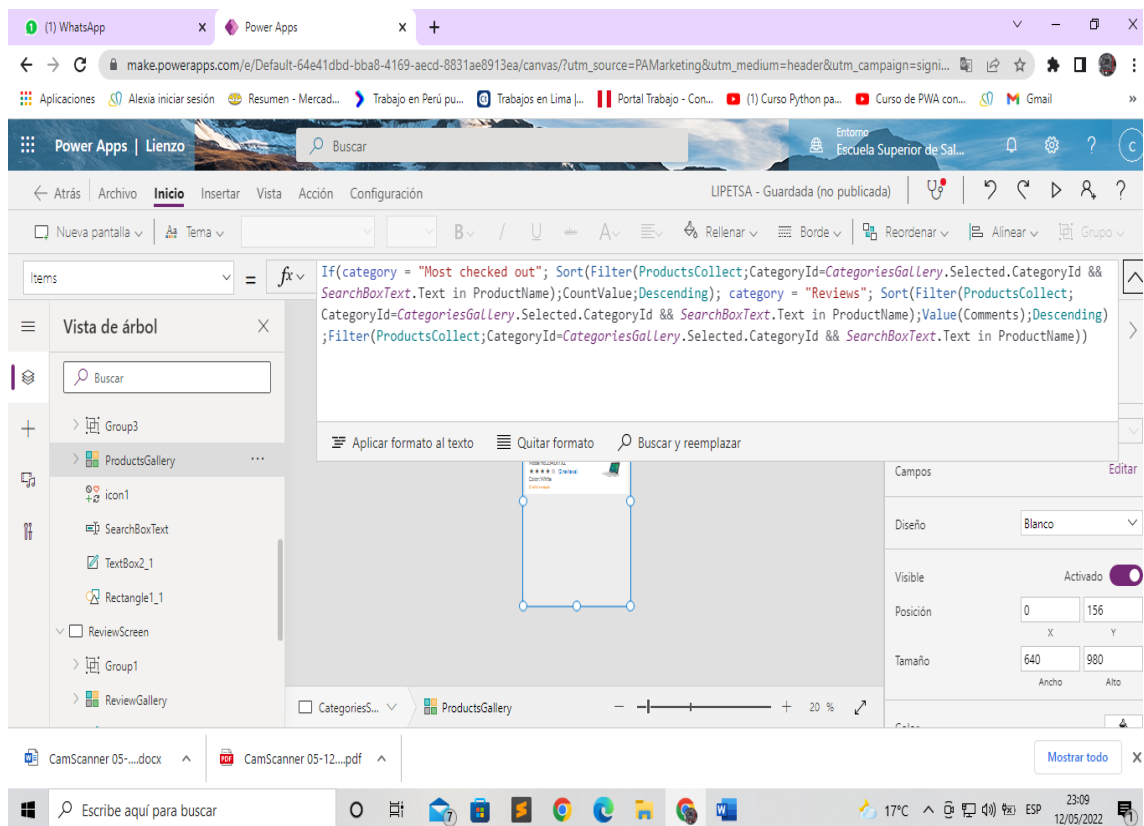 (1) WhatsApp
Power Apps
make.powerapps.com/e/Default-64e41dbd-bba8-4169-aecd-8831ae8913ea/canvas/?utm_source=PAMarketing&utm_medium=header&utm_campaign=signi...
Aplicaciones Alexia iniciar sesión Resumen - Mercad... Trabajo en Perú pu... Trabajos en Lima |... Portal Trabajo - Con... (1) Curso Python pa... Curso de PWA con... Gmail »
Power Apps | Lienzo
Buscar
Entorno
Escuela Superior de Sal...
C
Atrás Archivo Inicio Insertar Vista Acción Configuración
LIPETSA - Guardada (no publicada)
Nueva pantalla Tema B / U abc A Rellenar Borde Reordenar Alinear Grupo
Items = fx
If(category = "Most checked out"; Sort(Filter(ProductsCollect;CategoryId=CategoriesGallery.Selected.CategoryId &&
SearchBoxText.Text in ProductName);CountValue;Descending); category = "Reviews"; Sort(Filter(ProductsCollect;
CategoryId=CategoriesGallery.Selected.CategoryId && SearchBoxText.Text in ProductName);Value(Comments);Descending)
;Filter(ProductsCollect;CategoryId=CategoriesGallery.Selected.CategoryId && SearchBoxText.Text in ProductName))
Aplicar formato al texto Quitar formato Buscar y reemplazar
Vista de árbol
Buscar
Group3
ProductsGallery ...
icon1
SearchBoxText
TextBox2_1
Rectangle1_1
ReviewScreen
Group1
ReviewGallery
Color:White
Campos Editar
Diseño Blanco
Visible Activado
Posición 0 156
X Y
Tamaño 640 980
Ancho Alto
CategoriesS... ProductsGallery
20 %
CamScanner 05-....docx
CamScanner 05-12....pdf
Mostrar todo X
Escribe aquí para buscar
7
17°C
ESP
23:09
12/05/2022
1